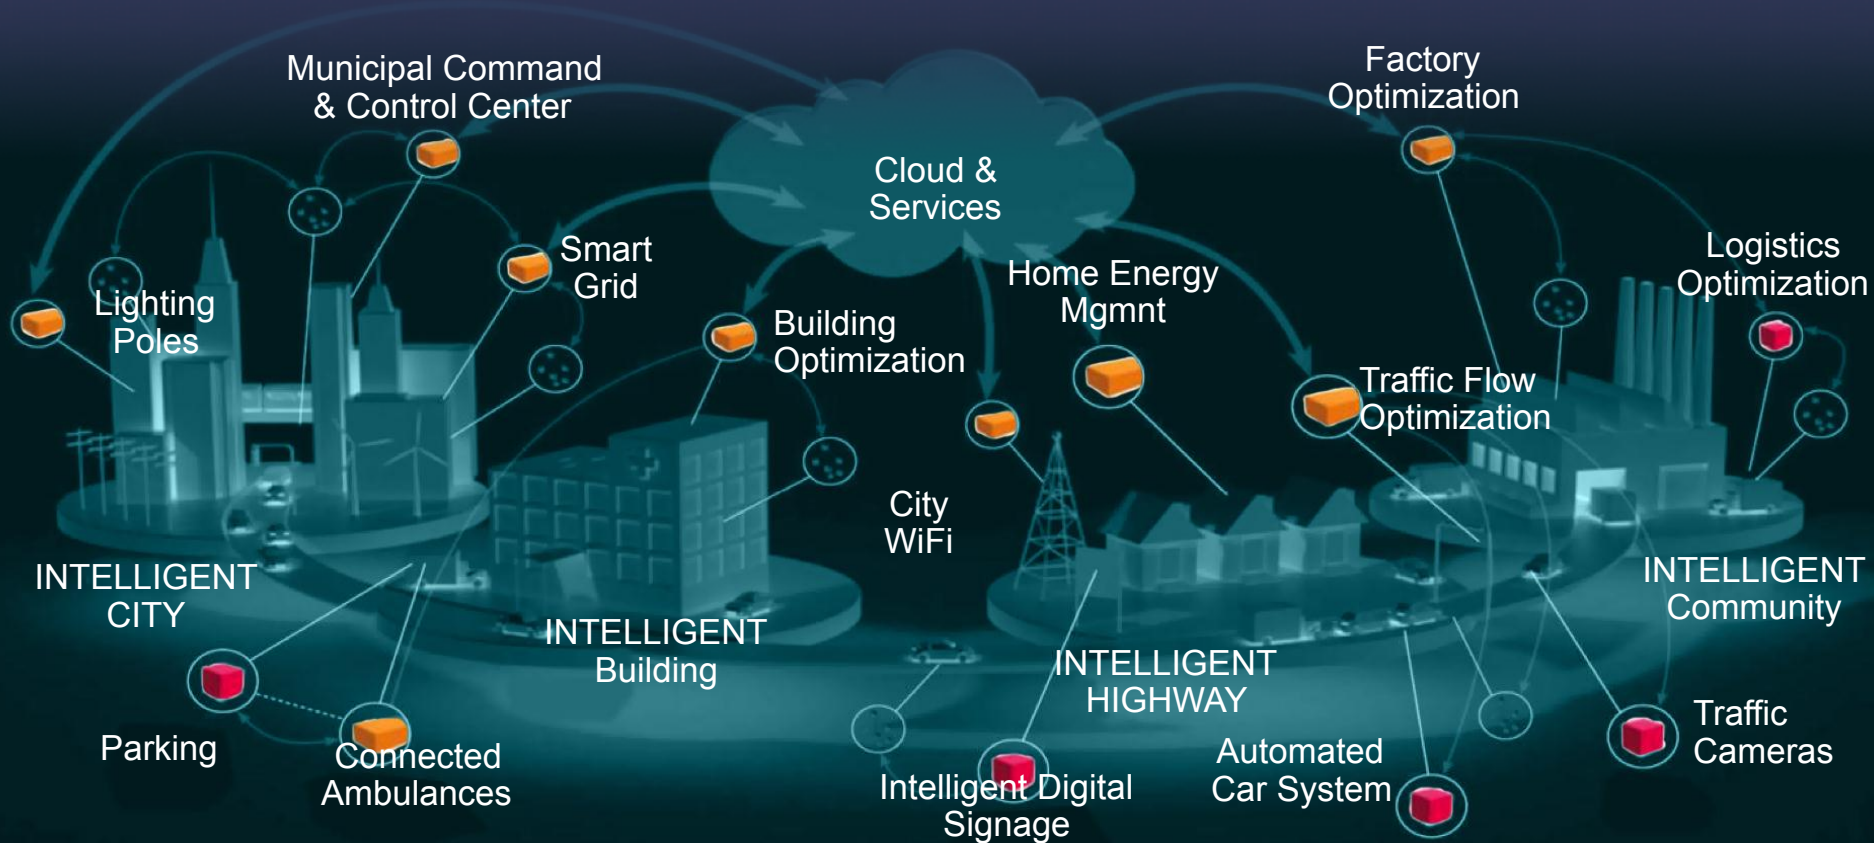 Municipal Command
& Control Center
Factory
Optimization
Cloud &
Services
Smart
Grid
Home Energy
Mgmnt
Logistics
Optimization
Lighting
Poles
Building
Optimization
Traffic Flow
Optimization
City
WiFi
INTELLIGENT
CITY
INTELLIGENT
Building
INTELLIGENT
HIGHWAY
INTELLIGENT
Community
Parking
Connected
Ambulances
Intelligent Digital
Signage
Automated
Car System
Traffic
Cameras